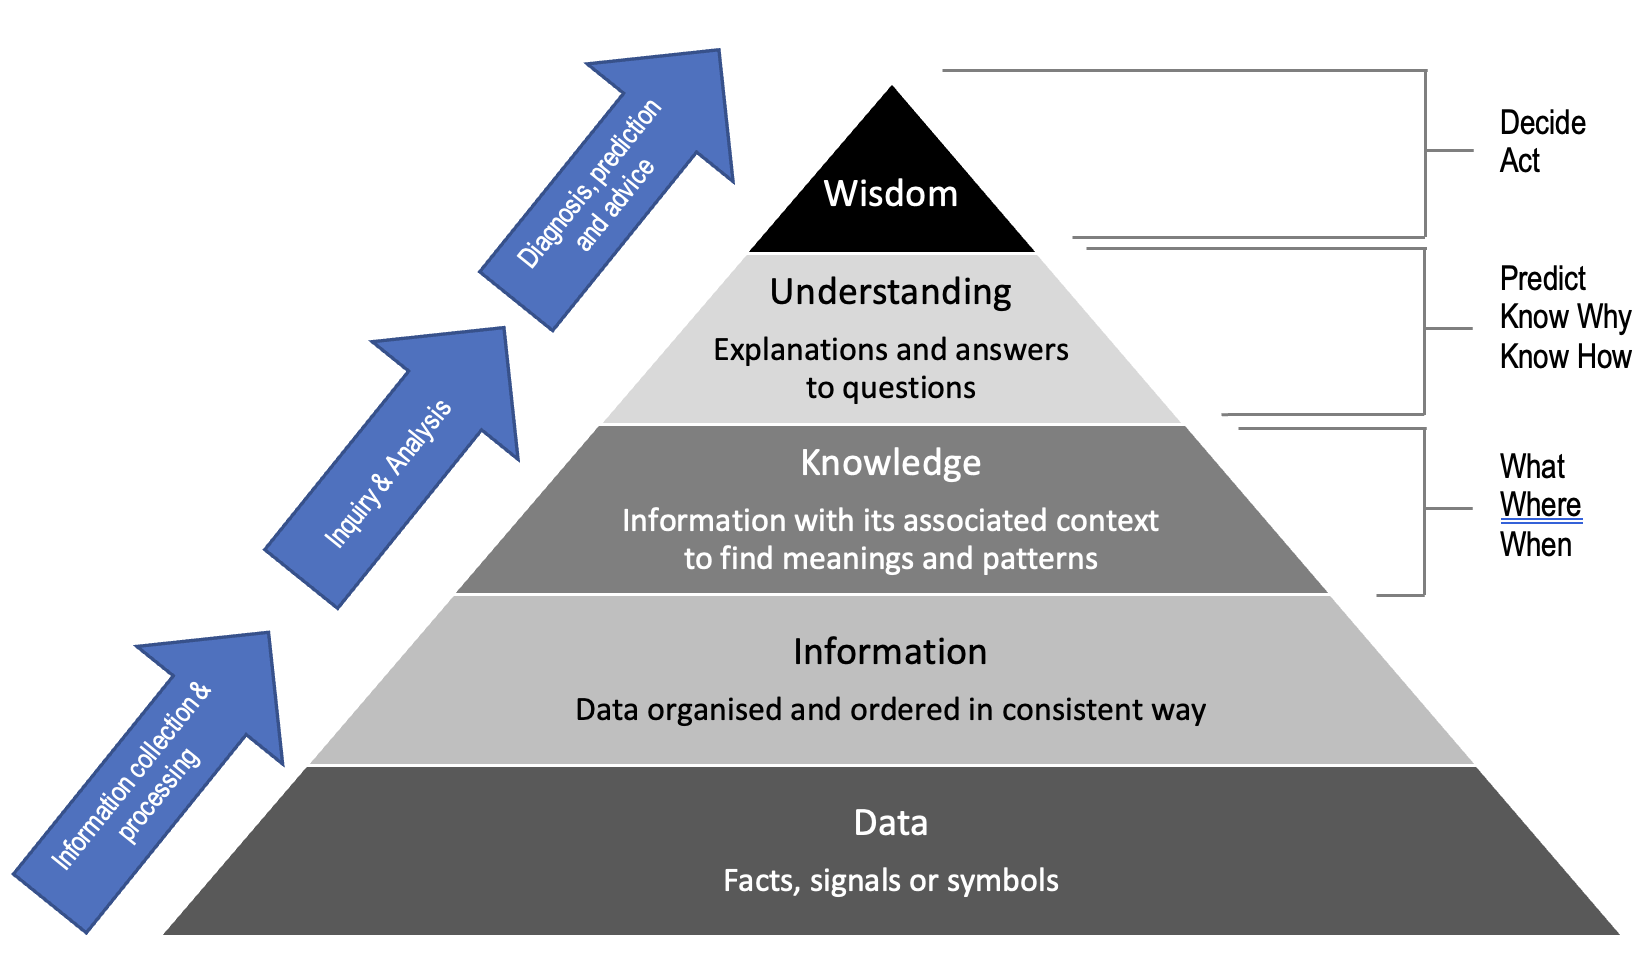 Diagnosis, prediction
and advice
Inquiry & Analysis
Information collection &
processing
Wisdom
Understanding
Explanations and answers
to questions
Knowledge
Information with its associated context
to find meanings and patterns
Information
Data organised and ordered in consistent way
Data
Facts, signals or symbols
Decide
Act
Predict
Know Why
Know How
What
Where
When